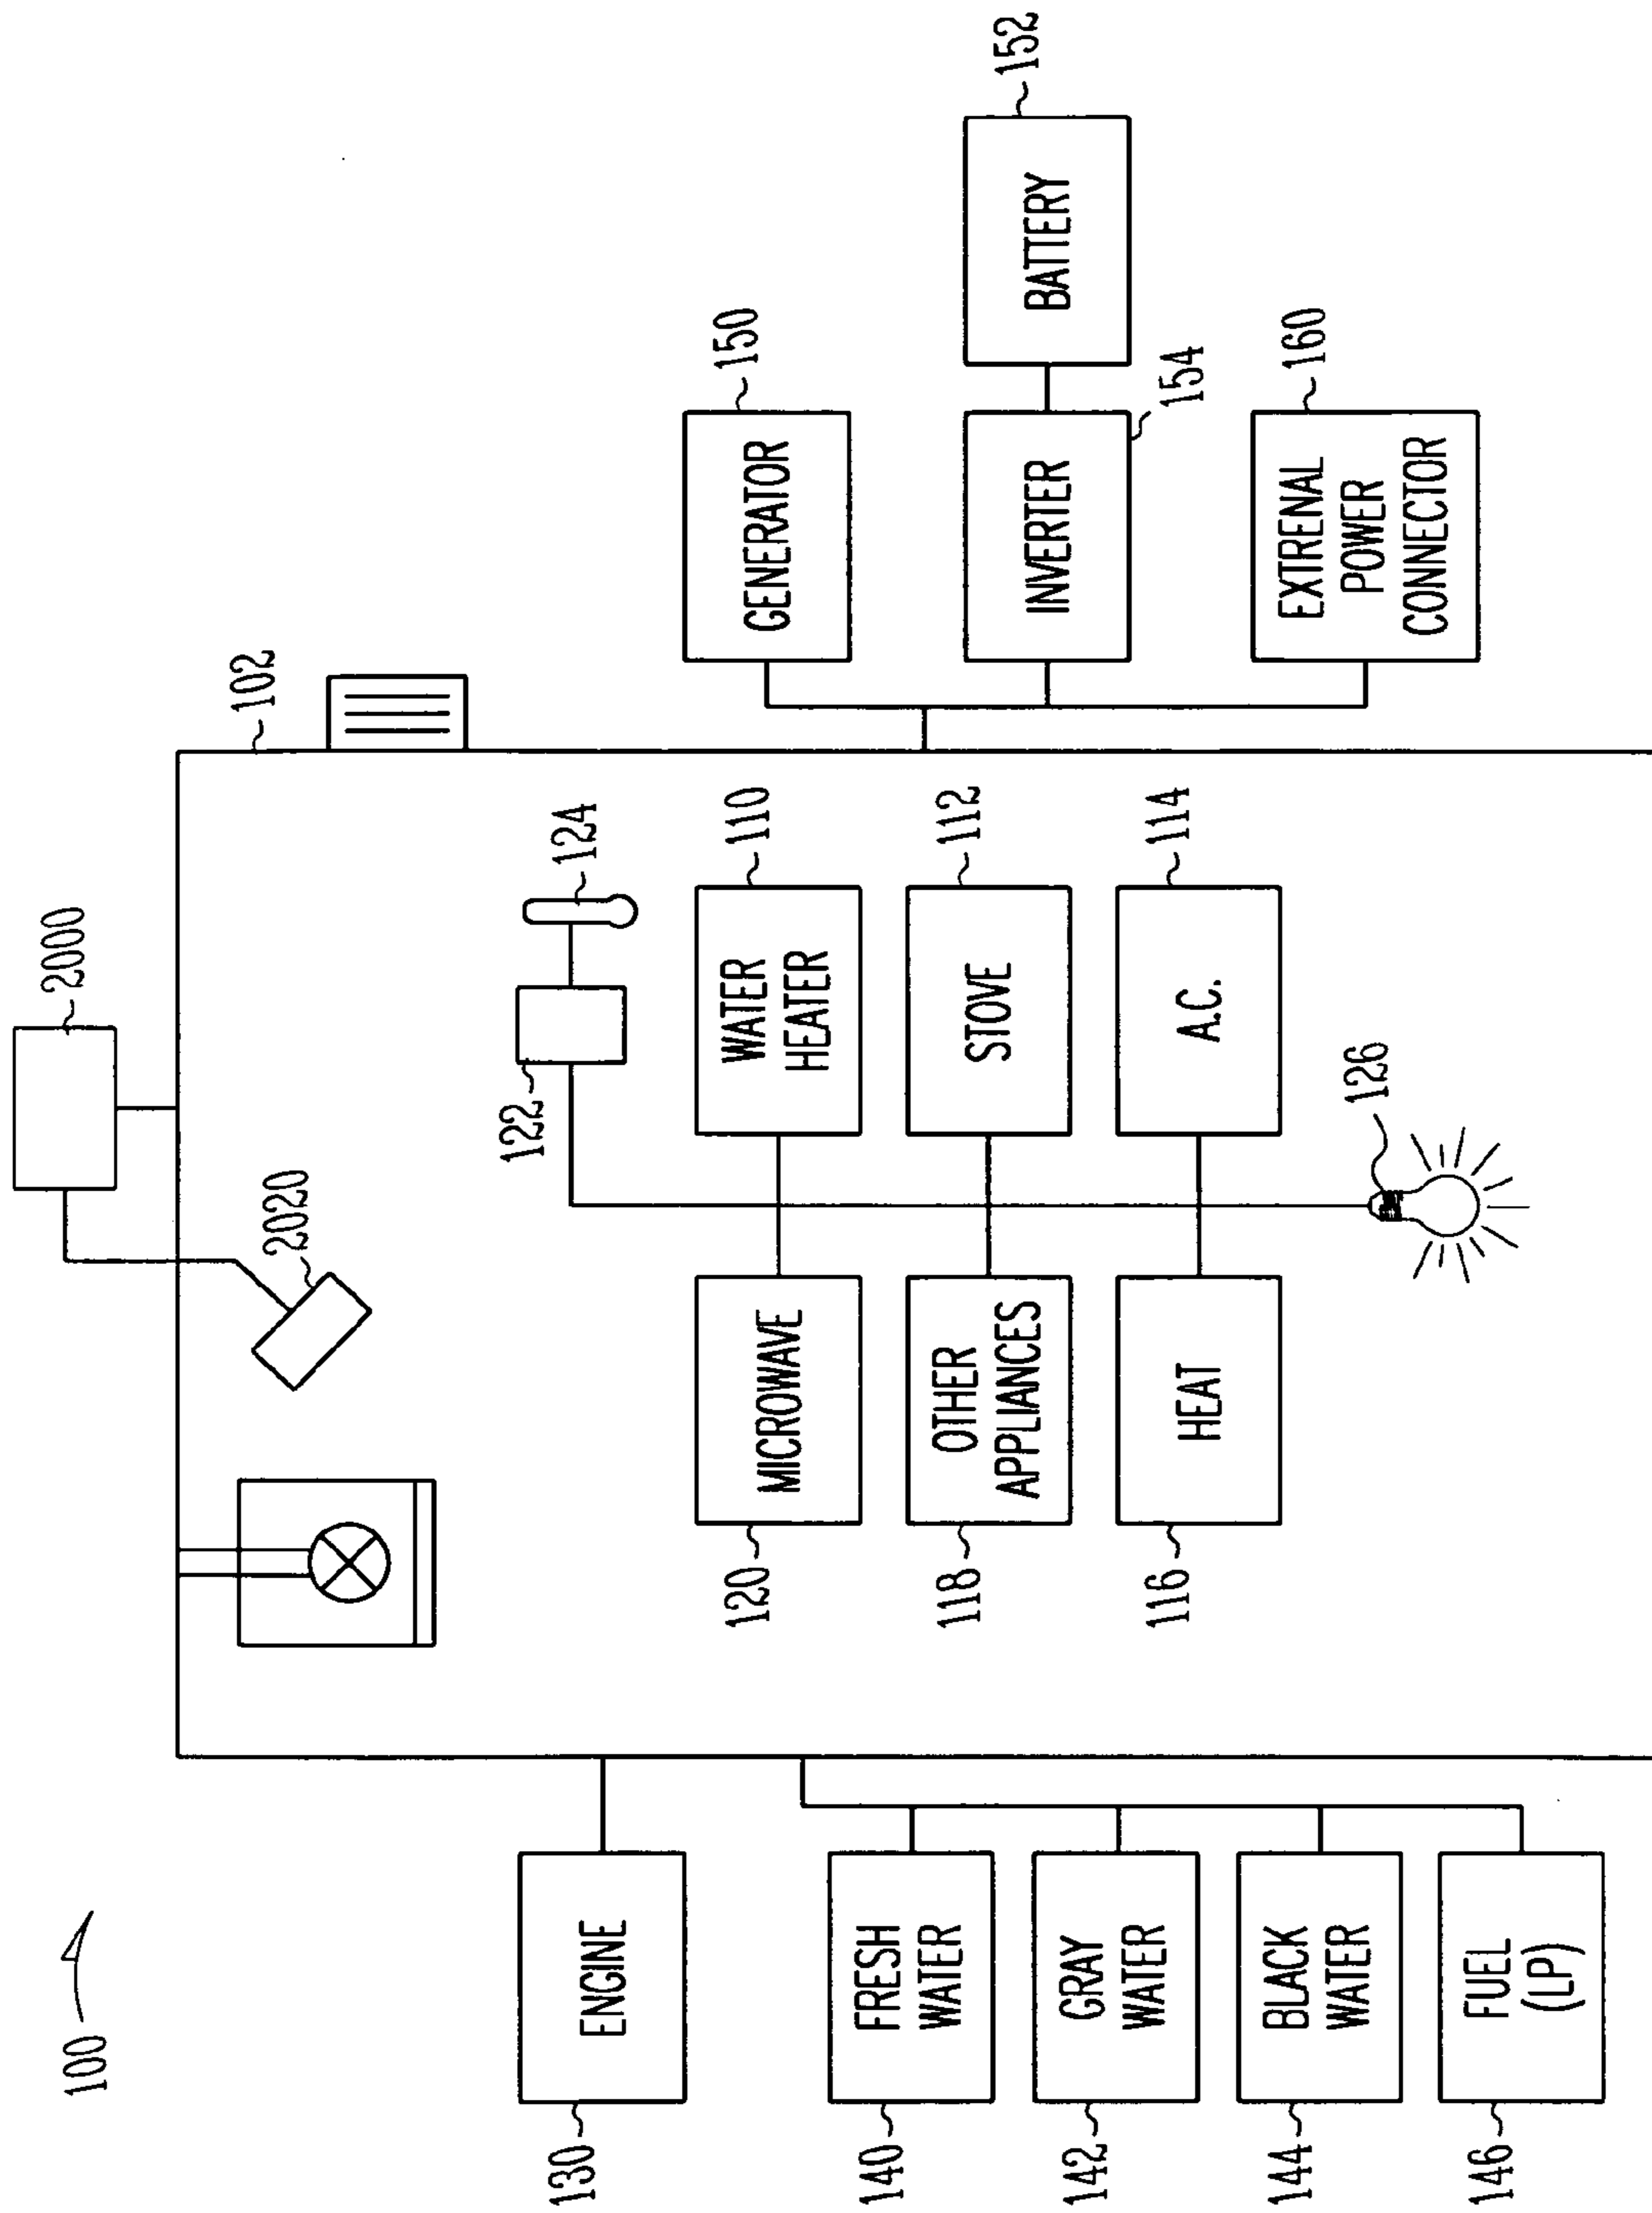 100
2000
2020
102
130
ENGINE
122
124
140
FRESH
WATER
142
GRAY
WATER
144
BLACK
WATER
146
FUEL
(LP)
120
MICROWAVE
WATER
HEATER
110
118
OTHER
APPLIANCES
STOVE
112
116
HEAT
A.C.
114
126
GENERATOR
150
INVERTER
154
BATTERY
152
EXTRENAL
POWER
CONNECTOR
160